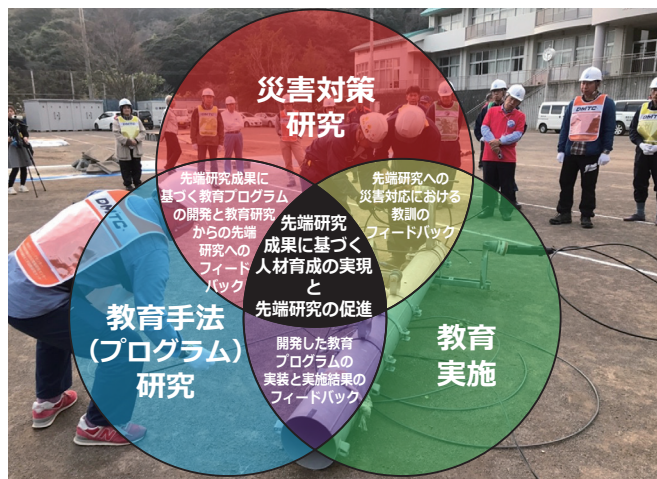 災害対策
研究
先端研究成果に
基づく教育プログラム
の開発と教育研究
からの先端
研究への
フィード
バック
先端研究への
災害対応における
教訓の
フィードバック
先端研究
成果に基づく
人材育成の実現
と
先端研究の促進
教育手法
（プログラム）
研究
教育
実施
開発した教育
プログラムの
実装と実施結果の
フィードバック
DMTC
DMTC
DMTC